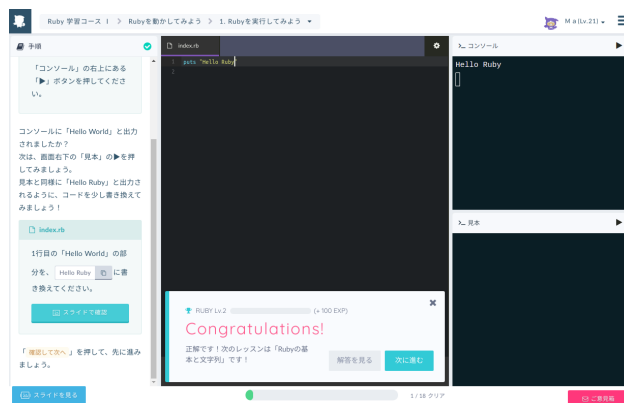 Ruby 学習コース I > Rubyを動かしてみよう > 1. Rubyを実行してみよう
M a(Lv.21)
手順
「コンソール」の右上にある
「▶」ボタンを押してくださ
い。
コンソールに「Hello World」と出力
されましたか？
次は、画面右下の「見本」の▶を押
してみましょう。
見本と同様に「Hello Ruby」と出力さ
れるように、コードを少し書き換えて
みましょう！
index.rb
1行目の「Hello World」の部
分を、 Hello Ruby に書
き換えてください。
スライドで確認
「 確認して次へ 」を押して、先に進み
ましょう。
スライドを見る
index.rb
1 puts "Hello Ruby"
2
RUBY Lv.2 (+ 100 EXP)
Congratulations!
正解です！次のレッスンは「Rubyの基
本と文字列」です！
解答を見る
次に進む
1 / 18 クリア
コンソール
Hello Ruby
見本
ご意見箱